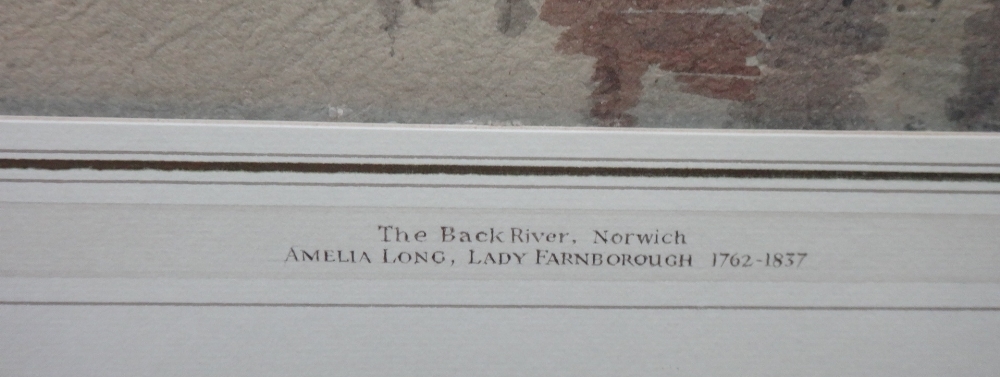 The Back River, Norwich
AMELIA LONG, LADY FARNBOROUGH 1762-1837